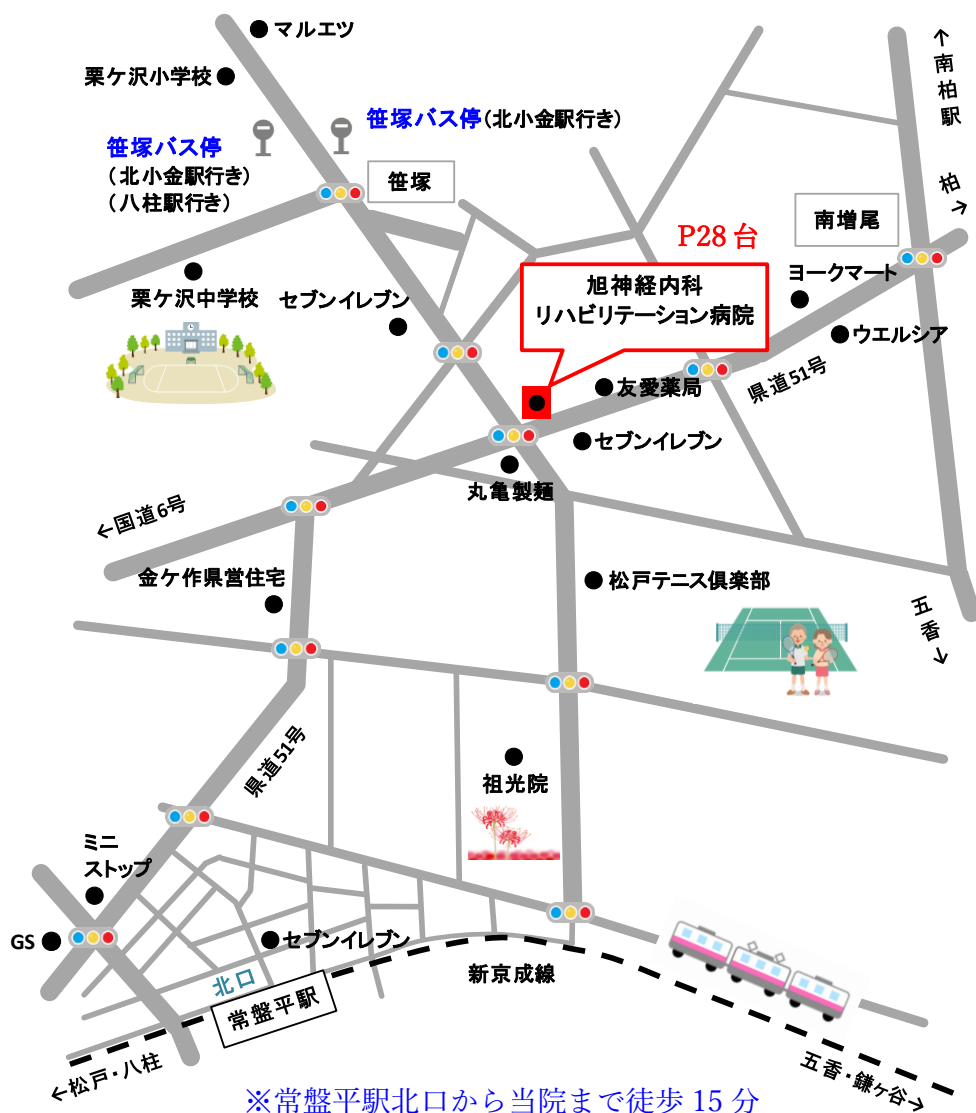 マルエツ
栗ケ沢小学校
笹塚バス停(北小金駅行き)
笹塚バス停
(北小金駅行き)
(八柱駅行き)
笹塚
↑南柏駅
柏→
南増尾
P28台
旭神経内科
リハビリテーション病院
ヨークマート
栗ケ沢中学校
セブンイレブン
ウエルシア
友愛薬局
県道51号
セブンイレブン
丸亀製麺
←国道6号
金ケ作県営住宅
松戸テニス倶楽部
五香→
県道51号
祖光院
ミニ
ストップ
GS
セブンイレブン
北口
常盤平駅
新京成線
←松戸・八柱
五香・鎌ヶ谷→
※常盤平駅北口から当院まで徒歩15分